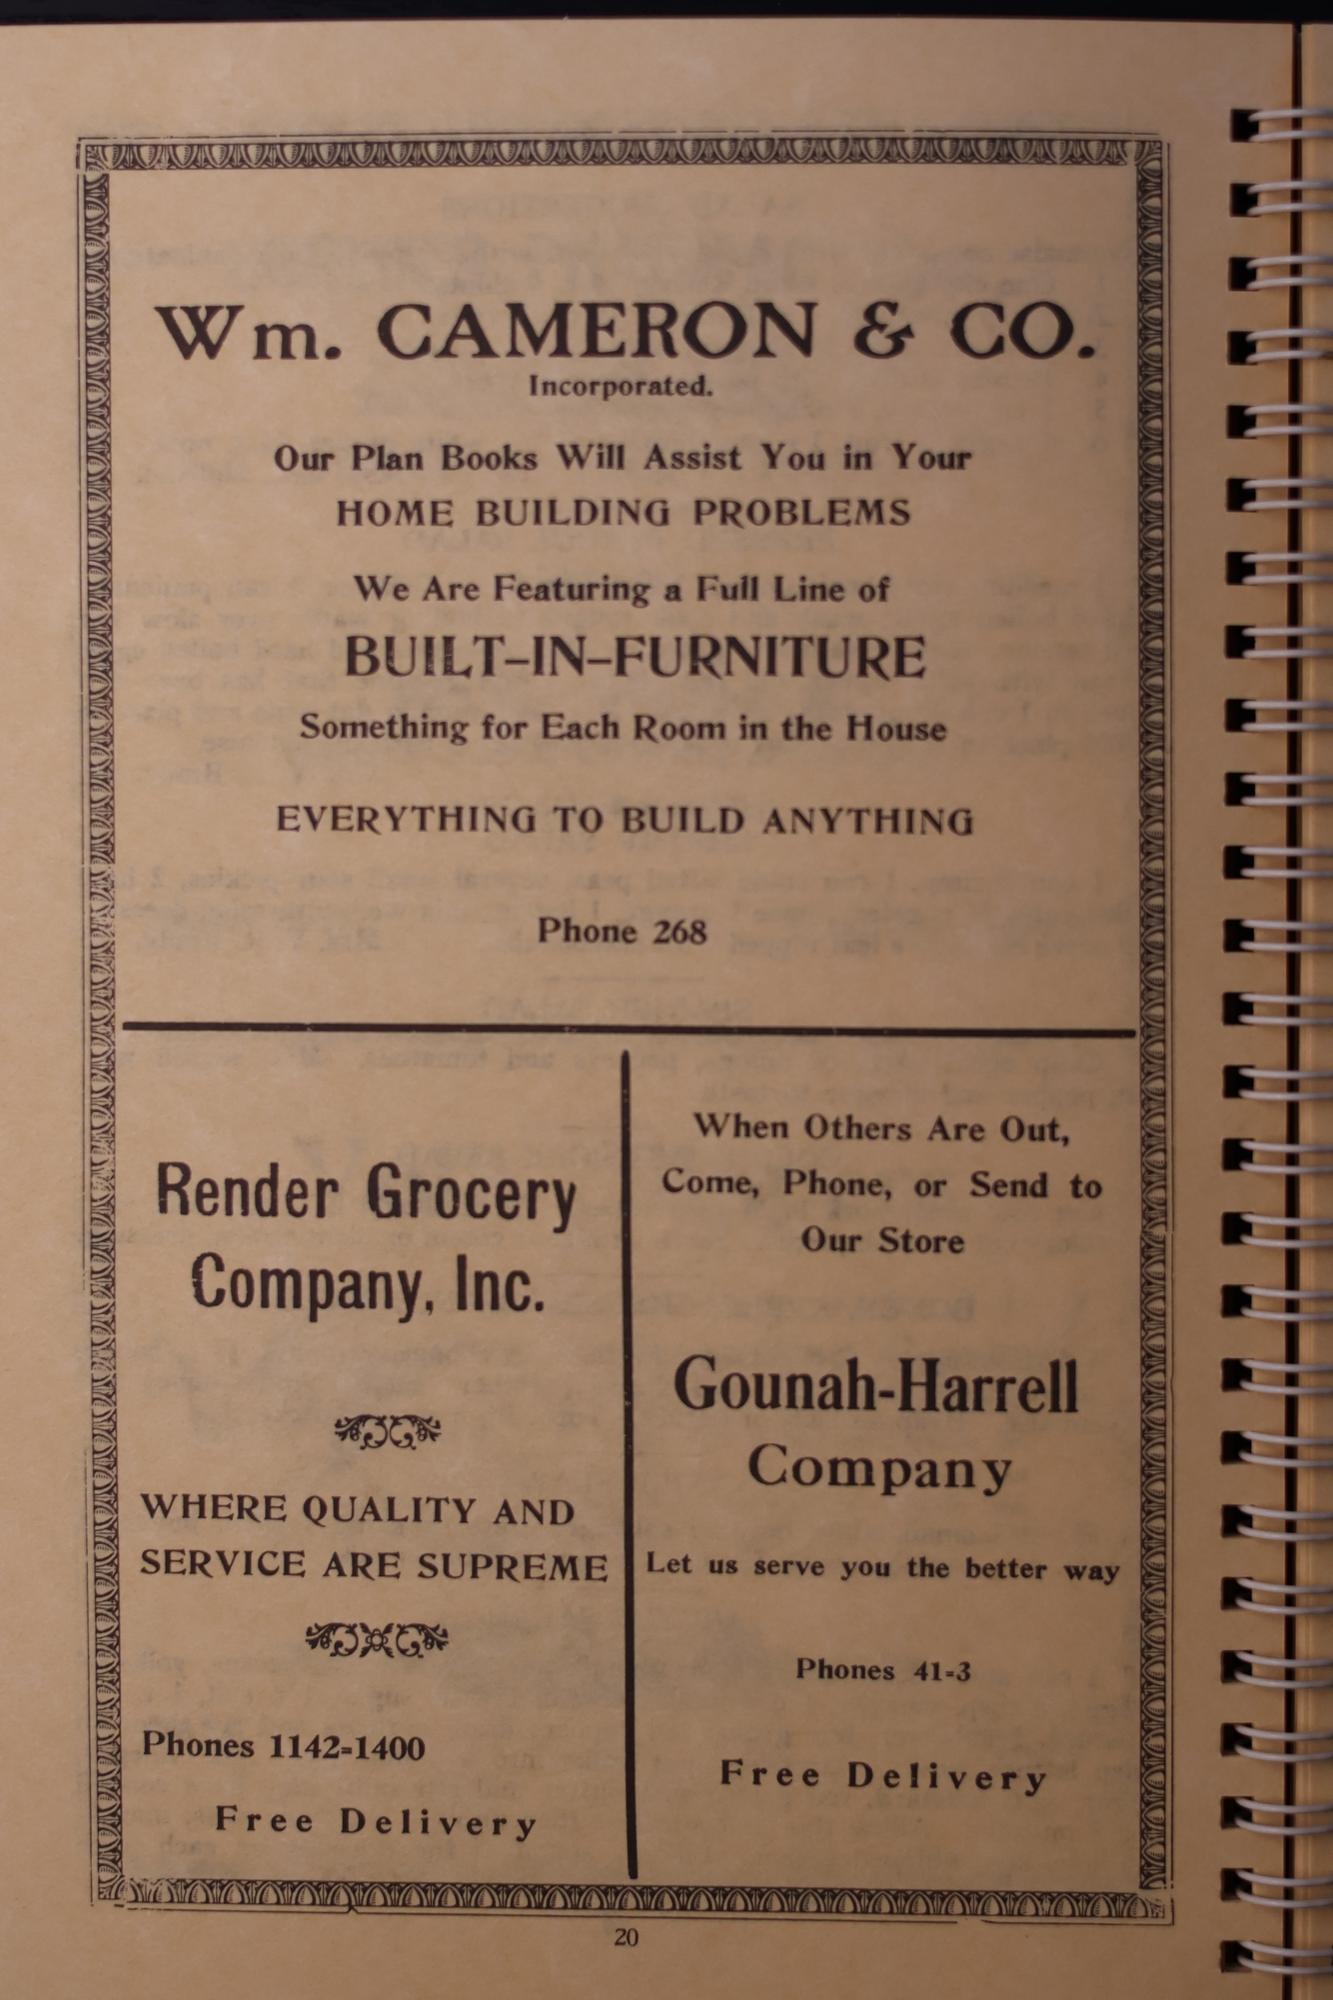 Wm. CAMERON & CO.
Incorporated.
Our Plan Books Will Assist You in Your
HOME BUILDING PROBLEMS
We Are Featuring a Full Line of
BUILT-IN-FURNITURE
Something for Each Room in the House
EVERYTHING TO BUILD ANYTHING
Phone 268
Render Grocery
Company, Inc.
WHERE QUALITY AND
SERVICE ARE SUPREME
Phones 1142-1400
Free Delivery
When Others Are Out,
Come, Phone, or Send to
Our Store
Gounah-Harrell
Company
Let us serve you the better way
Phones 41-3
Free Delivery
20